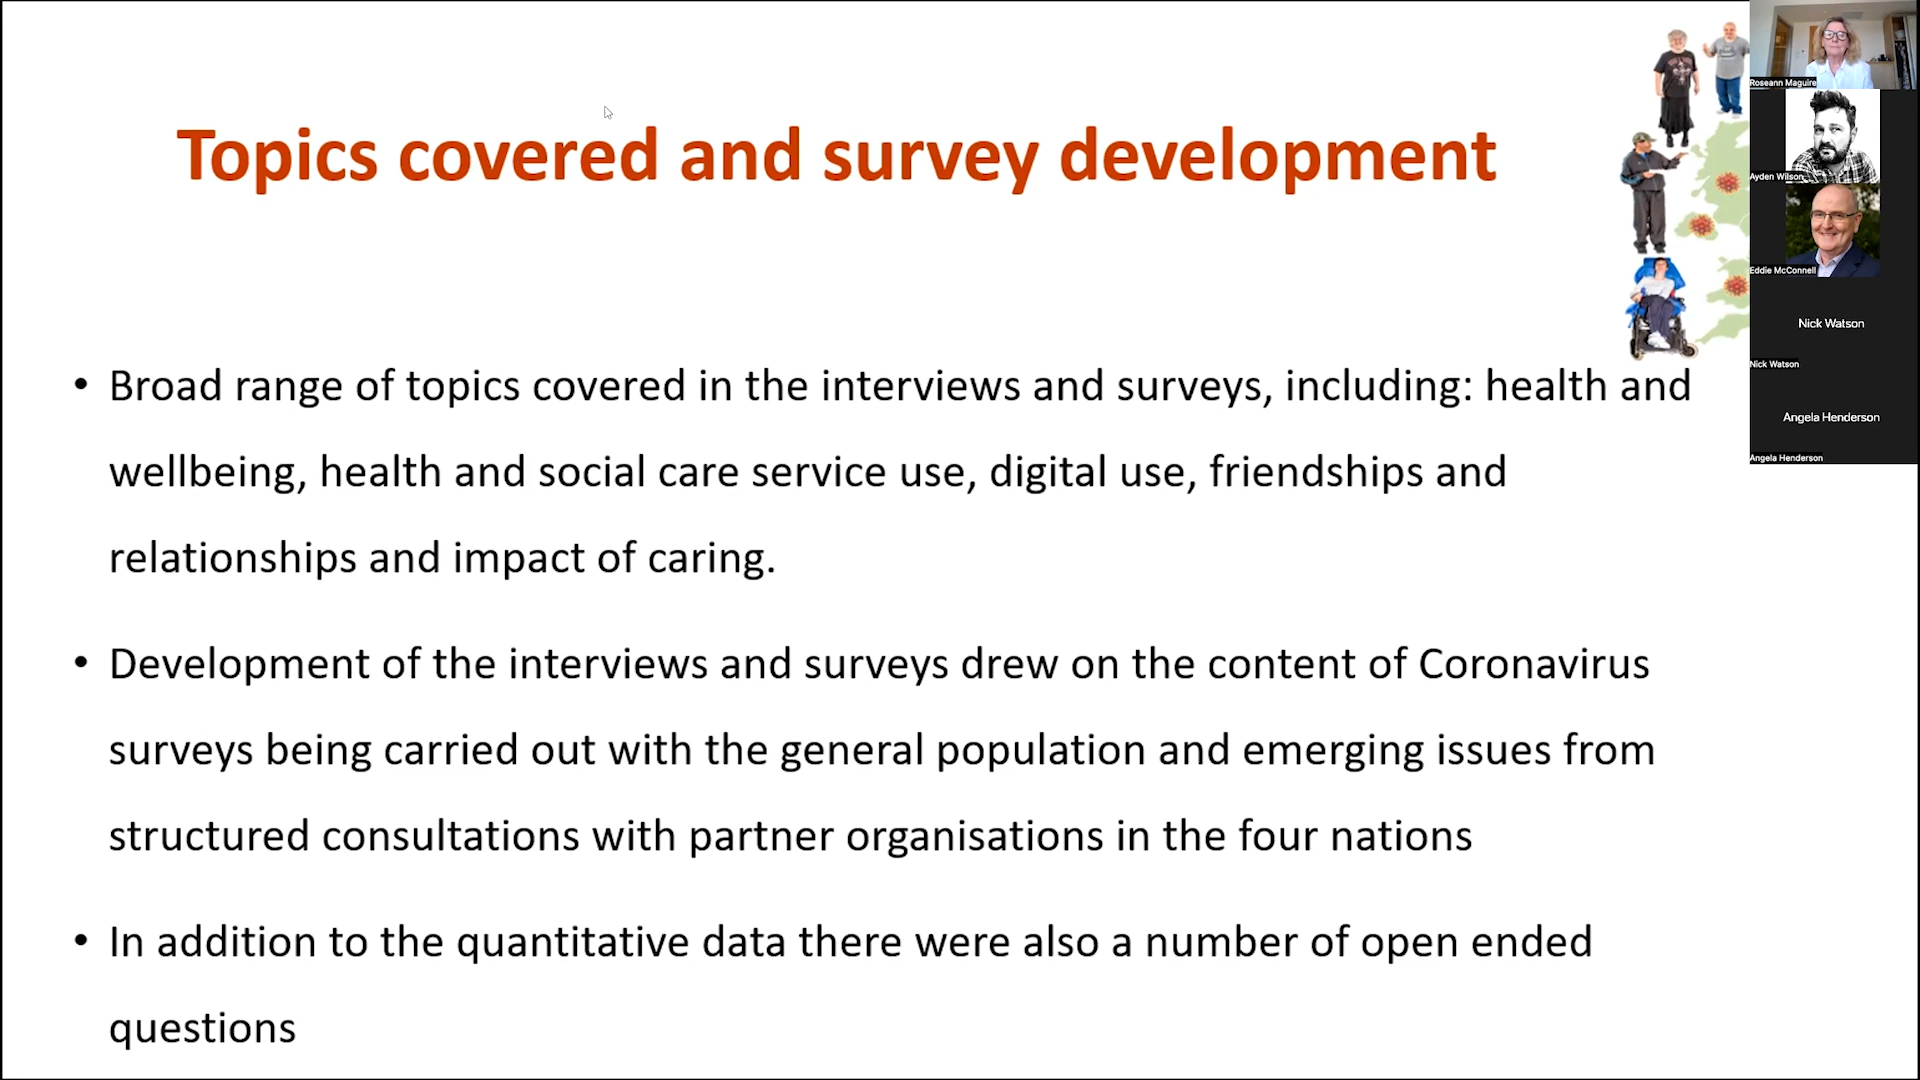 Topics covered and survey development
• Broad range of topics covered in the interviews and surveys, including: health and
wellbeing, health and social care service use, digital use, friendships and
relationships and impact of caring.
• Development of the interviews and surveys drew on the content of Coronavirus
surveys being carried out with the general population and emerging issues from
structured consultations with partner organisations in the four nations
• In addition to the quantitative data there were also a number of open ended
questions
Roseann Maguire
Ayden Wilson
Eddie McConnell
Nick Watson
Nick Watson
Angela Henderson
Angela Henderson